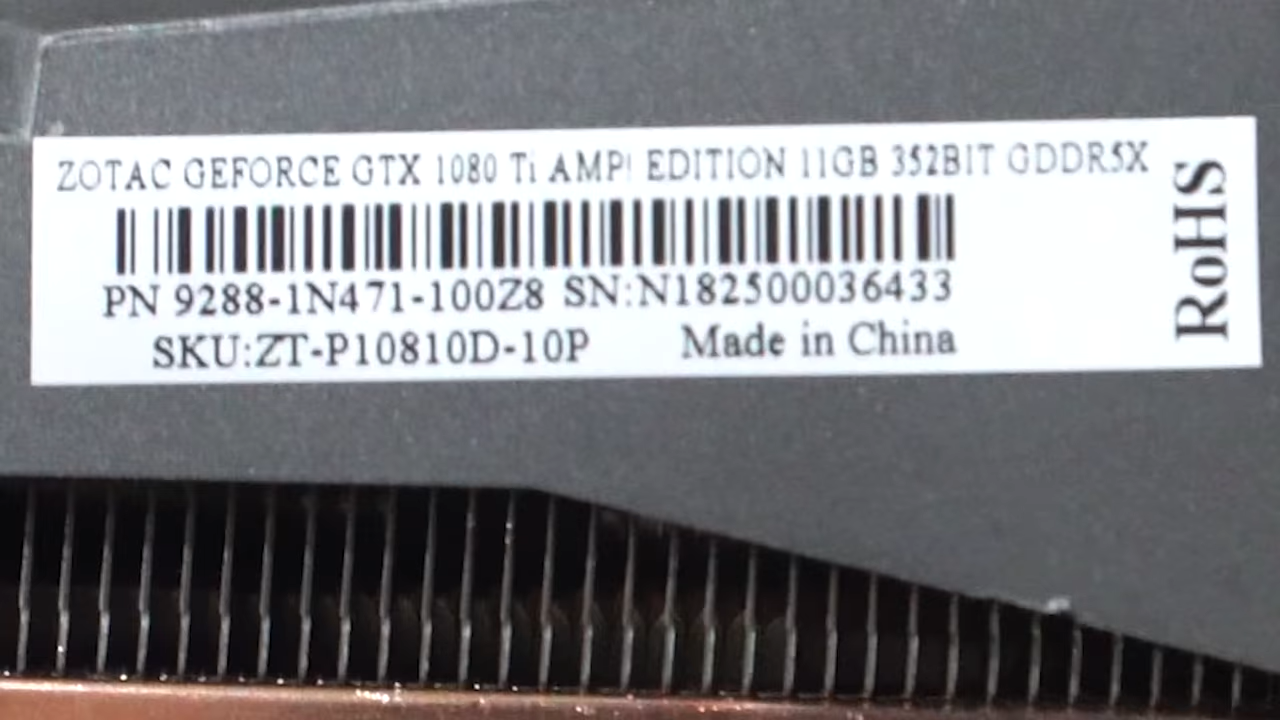 ZOTAC GEFORCE GTX 1080 Ti AMP! EDITION 11GB 352BIT GDDR5X
PN 9288-1N471-100Z8 SN:N182500036433
SKU:ZT-P10810D-10P Made in China
RoHS